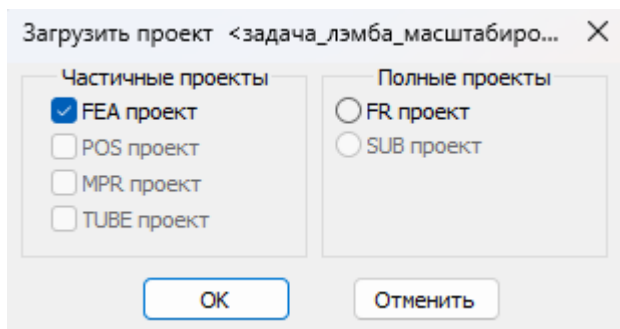 Загрузить проект <задача_лэмба_масштабиро...
Частичные проекты
FEA проект
POS проект
MPR проект
TUBE проект
Полные проекты
FR проект
SUB проект
OK
Отменить